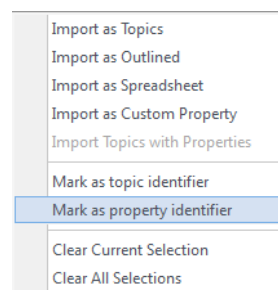 Import as Topics
Import as Outlined
Import as Spreadsheet
Import as Custom Property
Import Topics with Properties
Mark as topic identifier
Mark as property identifier
Clear Current Selection
Clear All Selections